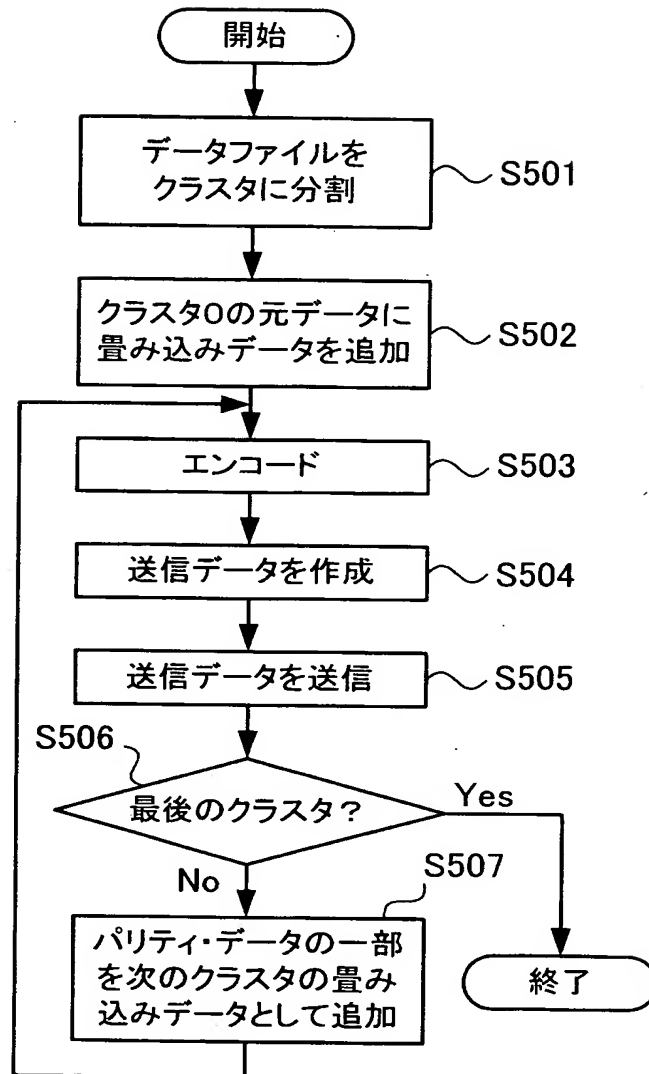 開始
データファイルを
クラスタに分割
S501
クラスタ0の元データに
畳み込みデータを追加
S502
エンコード
S503
送信データを作成
S504
送信データを送信
S505
S506
最後のクラスタ？
Yes
No
S507
パリティ・データの一部
を次のクラスタの畳み
込みデータとして追加
終了